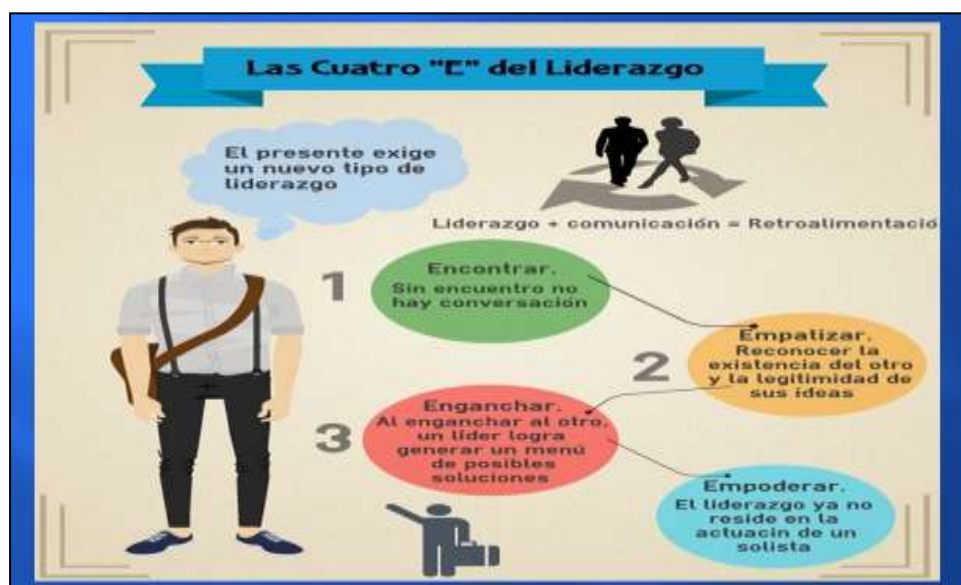 Las Cuatro "E" del Liderazgo
El presente exige
un nuevo tipo de
liderazgo
Liderazgo + comunicación = Retroalimentació
1
Encontrar.
Sin encuentro no
hay conversación
2
Empatizar.
Reconocer la
existencia del otro
y la legitimidad de
sus ideas
3
Enganchar.
Al enganchar al otro,
un líder logra
generar un menú
de posibles
soluciones
Empoderar.
El liderazgo ya no
reside en la
actuacin de un
solista